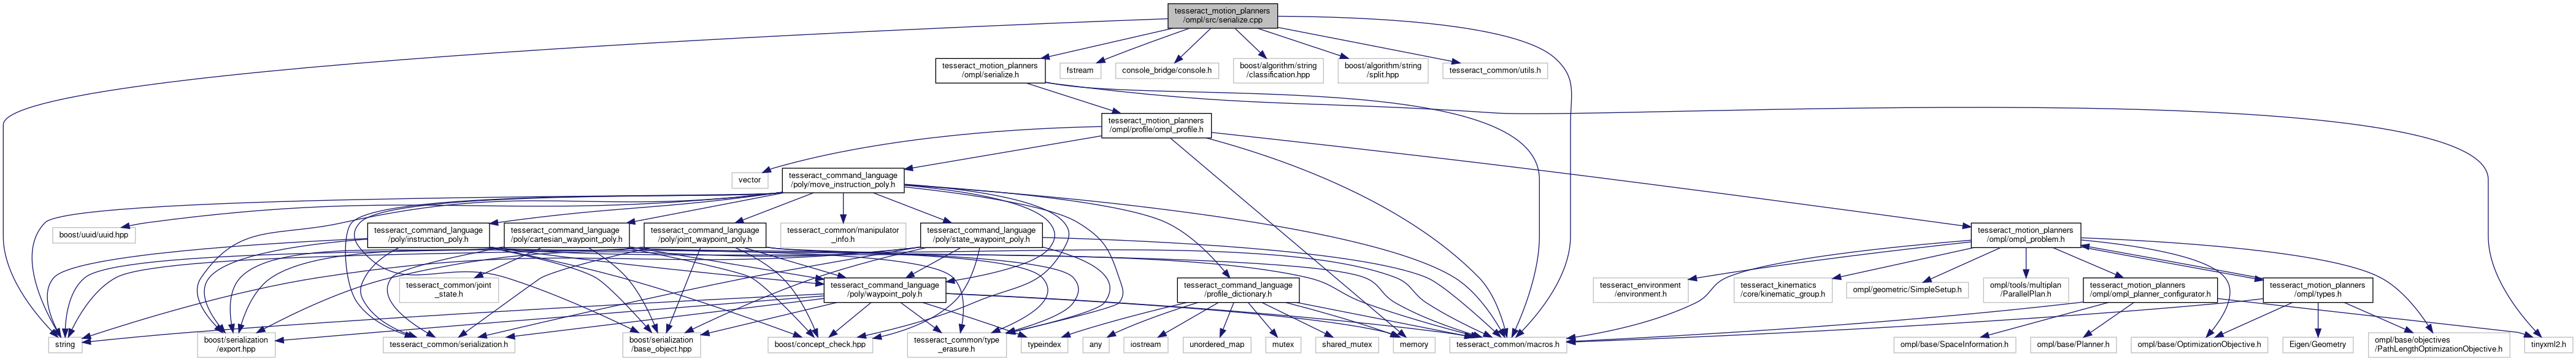 tesseract_motion_planners
/ompl/src/serialize.cpp
tesseract_motion_planners
/ompl/serialize.h
fstream
console_bridge/console.h
boost/algorithm/string
/classification.hpp
boost/algorithm/string
/split.hpp
tesseract_common/utils.h
tesseract_motion_planners
/ompl/profile/ompl_profile.h
vector
tesseract_command_language
/poly/move_instruction_poly.h
boost/uuid/uuid.hpp
tesseract_command_language
/poly/instruction_poly.h
tesseract_command_language
/poly/cartesian_waypoint_poly.h
tesseract_command_language
/poly/joint_waypoint_poly.h
tesseract_common/manipulator
_info.h
tesseract_command_language
/poly/state_waypoint_poly.h
tesseract_motion_planners
/ompl/ompl_problem.h
tesseract_common/joint
_state.h
tesseract_command_language
/poly/waypoint_poly.h
tesseract_command_language
/profile_dictionary.h
tesseract_environment
/environment.h
tesseract_kinematics
/core/kinematic_group.h
ompl/geometric/SimpleSetup.h
ompl/tools/multiplan
/ParallelPlan.h
tesseract_motion_planners
/ompl/ompl_planner_configurator.h
tesseract_motion_planners
/ompl/types.h
string
boost/serialization
/export.hpp
tesseract_common/serialization.h
boost/serialization
/base_object.hpp
boost/concept_check.hpp
tesseract_common/type
_erasure.h
typeindex
any
iostream
unordered_map
mutex
shared_mutex
memory
tesseract_common/macros.h
ompl/base/SpaceInformation.h
ompl/base/Planner.h
ompl/base/OptimizationObjective.h
Eigen/Geometry
ompl/base/objectives
/PathLengthOptimizationObjective.h
tinyxml2.h